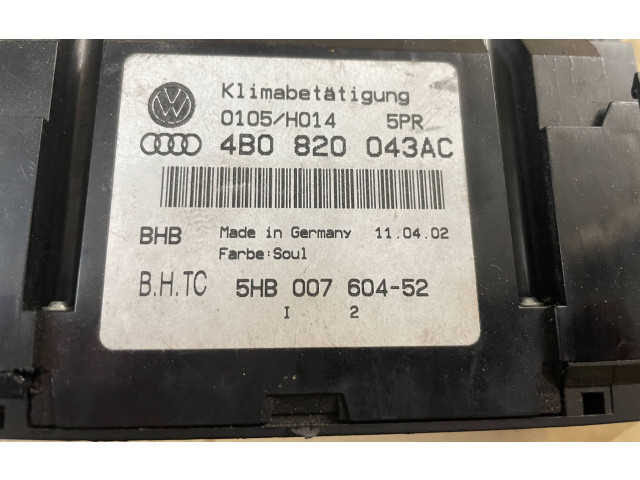 Klimabetätigung
0105/H014 5PR
4B0 820 043AC
BHB Made in Germany 11.04.02
Farbe:Soul
B.H.TC 5HB 007 604-52
I 2